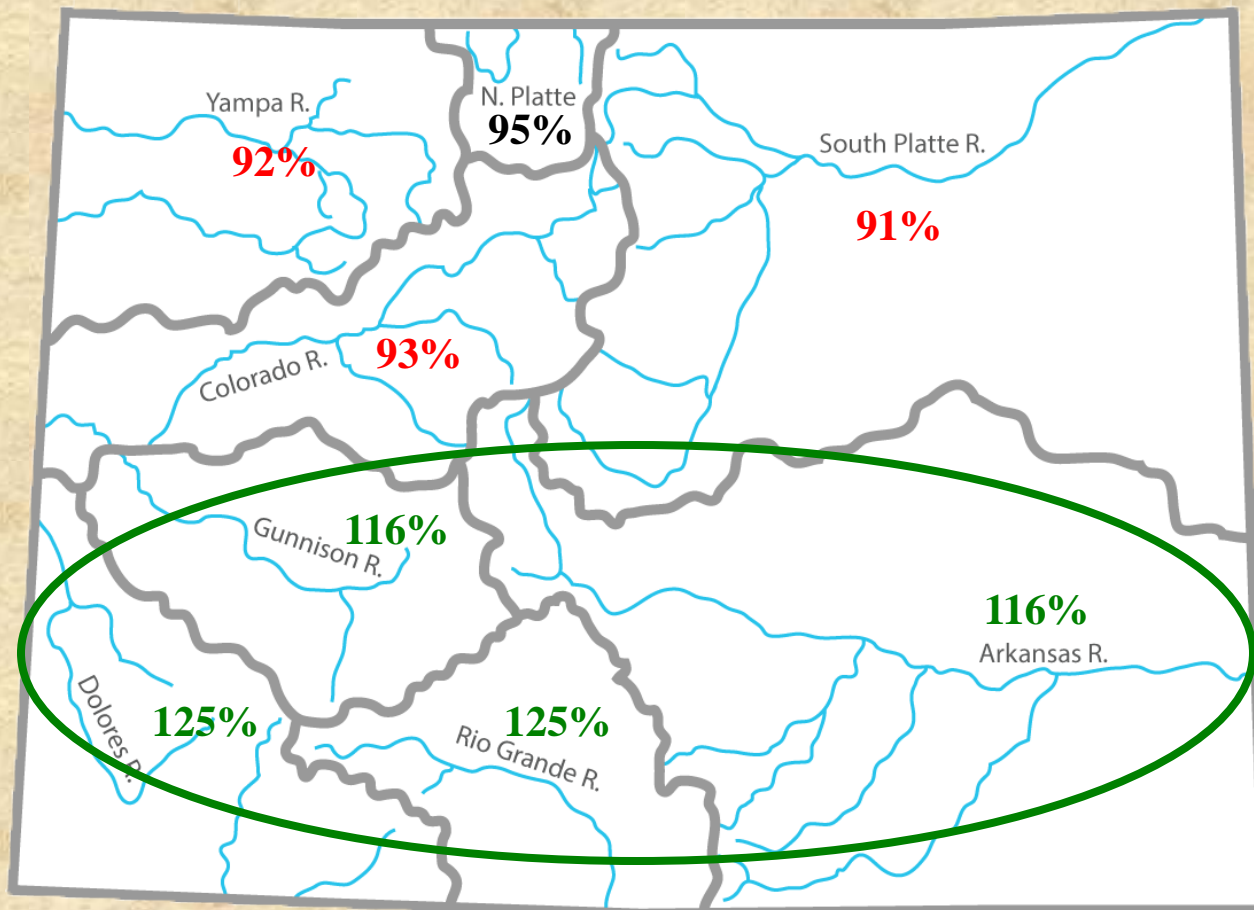 Yampa R.
92%
N. Platte
95%
South Platte R.
91%
Colorado R.
93%
Gunnison R.
116%
116%
Arkansas R.
Dolores R.
125%
125%
Rio Grande R.